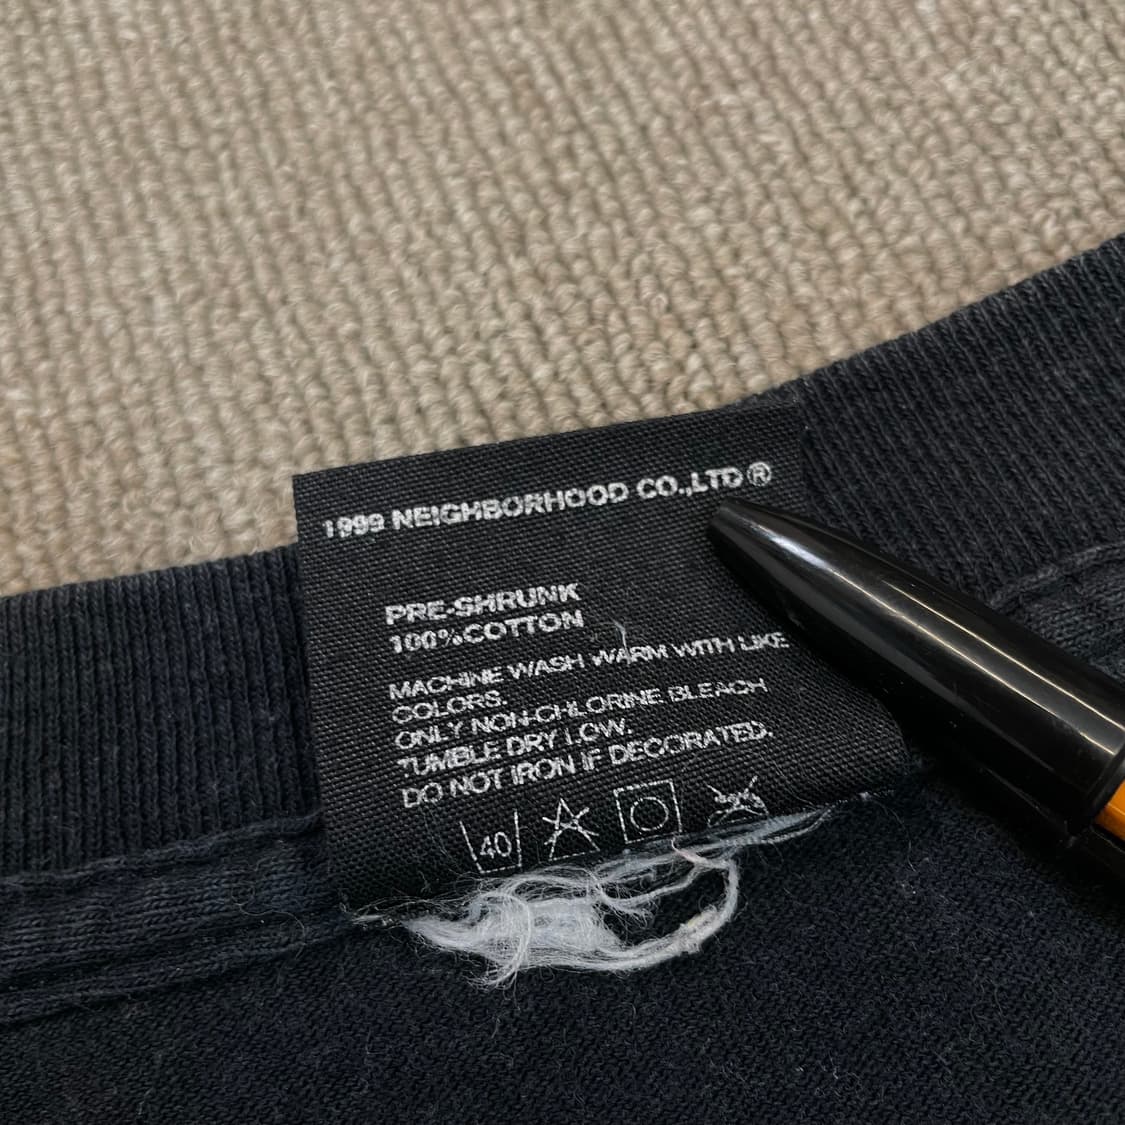 1999 NEIGHBORHOOD CO.,LTD ®
PRE-SHRUNK
100%COTTON
MACHINE WASH WARM WITH LIKE
COLORS.
ONLY NON-CHLORINE BLEACH
TUMBLE DRY LOW.
DO NOT IRON IF DECORATED.
40